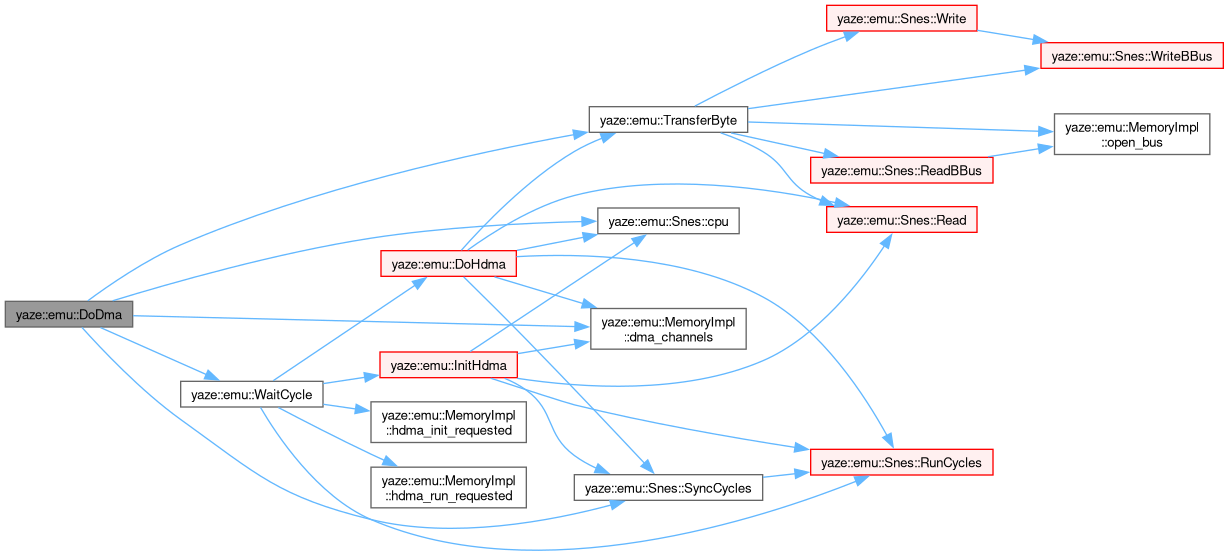 yaze::emu::Snes::Write
yaze::emu::Snes::WriteBBus
yaze::emu::TransferByte
yaze::emu::MemoryImpl
::open_bus
yaze::emu::Snes::ReadBBus
yaze::emu::Snes::cpu
yaze::emu::Snes::Read
yaze::emu::DoHdma
yaze::emu::DoDma
yaze::emu::MemoryImpl
::dma_channels
yaze::emu::InitHdma
yaze::emu::WaitCycle
yaze::emu::MemoryImpl
::hdma_init_requested
yaze::emu::Snes::RunCycles
yaze::emu::MemoryImpl
::hdma_run_requested
yaze::emu::Snes::SyncCycles